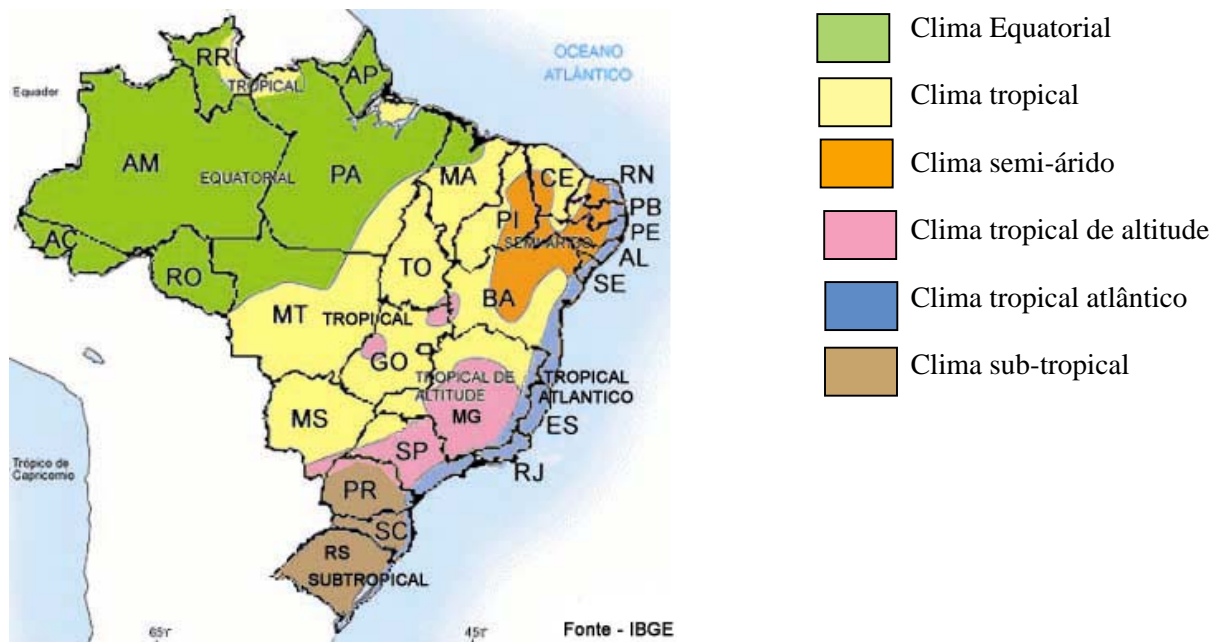 RR
AP
OCEANO
ATLÂNTICO
TROPICAL
Equador
AM
EQUATORIAL
PA
MA
CE
RN
PB
PI
PE
SEMI-ÁRIDO
AC
AL
RO
TO
SE
BA
MT
TROPICAL
GO
TROPICAL DE
ALTITUDE
TROPICAL
ATLANTICO
MS
MG
ES
SP
Trópico de
Capricornio
RJ
PR
SC
RS
SUBTROPICAL
Fonte - IBGE
45
Clima Equatorial
Clima tropical
Clima semi-árido
Clima tropical de altitude
Clima tropical atlântico
Clima sub-tropical